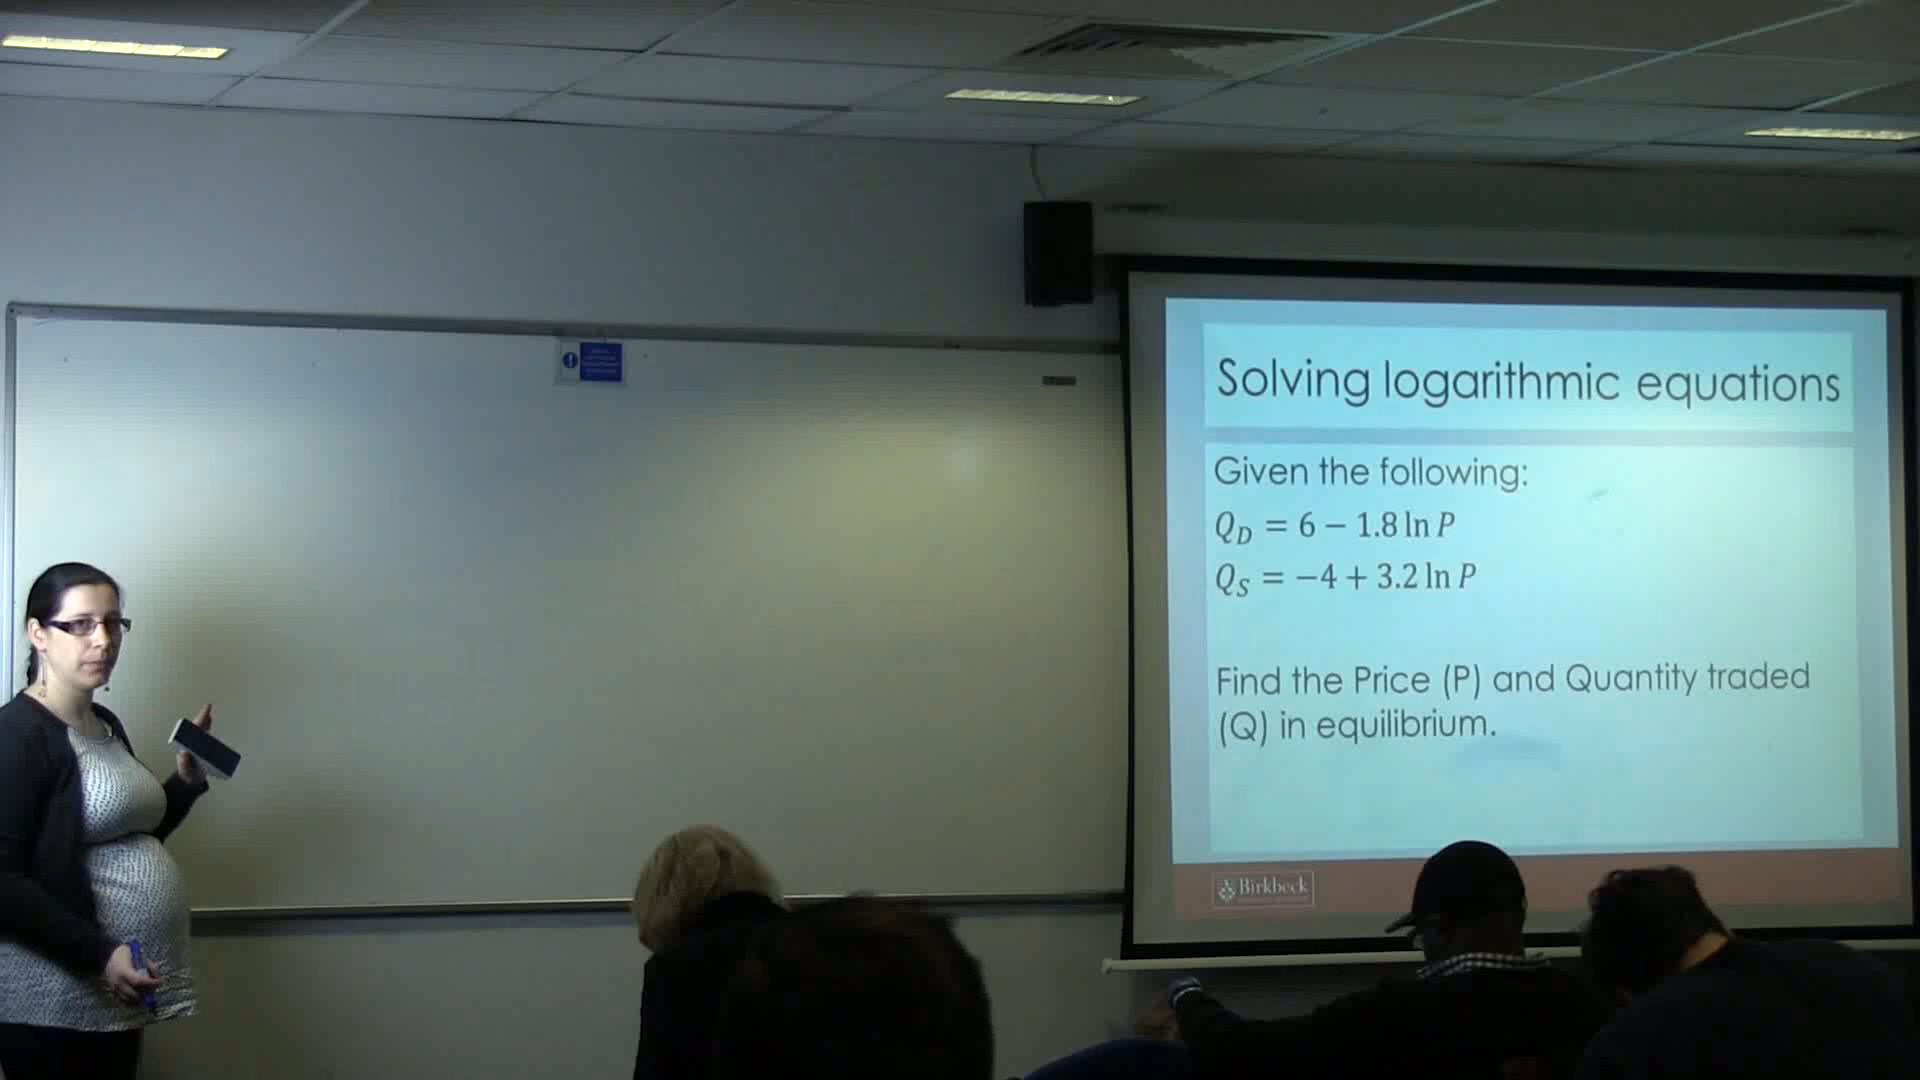 Solving logarithmic equations
Given the following:
Q_D = 6 − 1.8 ln P
Q_S = −4 + 3.2 ln P
Find the Price (P) and Quantity traded
(Q) in equilibrium.
Birkbeck